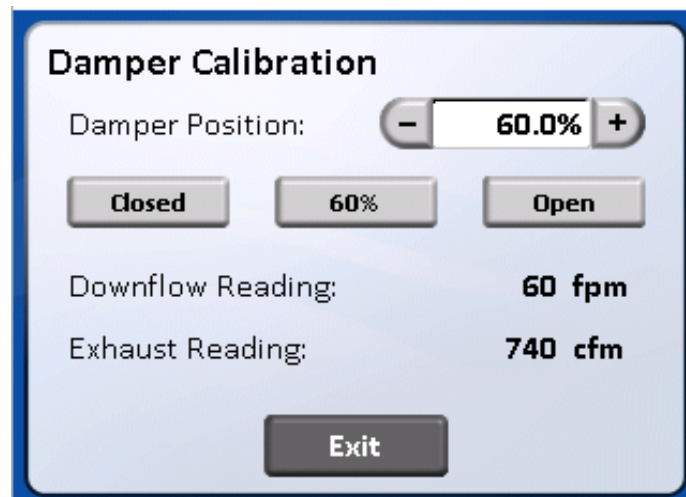 Damper Calibration
Damper Position: - 60.0% +
Closed 60% Open
Downflow Reading: 60 fpm
Exhaust Reading: 740 cfm
Exit